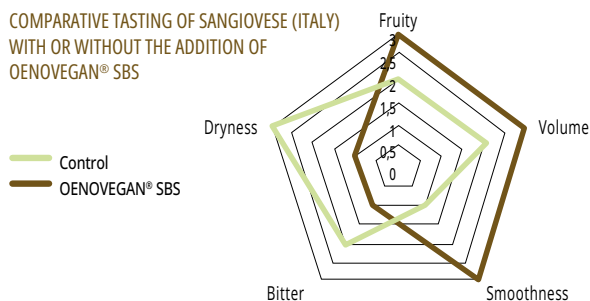 COMPARATIVE TASTING OF SANGIOVESE (ITALY)
WITH OR WITHOUT THE ADDITION OF
OENOVEGAN® SBS
Fruity
3
2,5
2
1,5
1
0,5
0
Dryness
Volume
Control
OENOVEGAN® SBS
Bitter
Smoothness